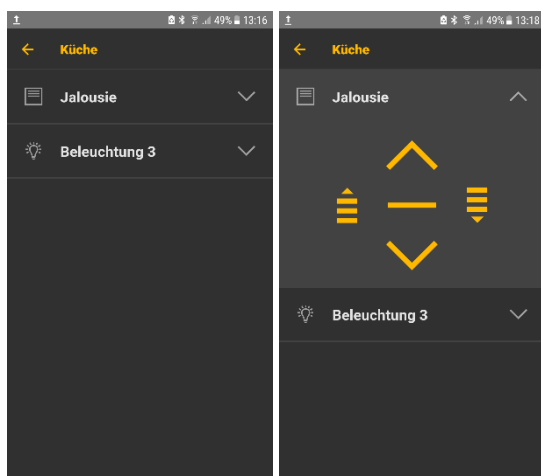 49% 13:16
Küche
Jalousie
Beleuchtung 3
49% 13:18
Küche
Jalousie
Beleuchtung 3